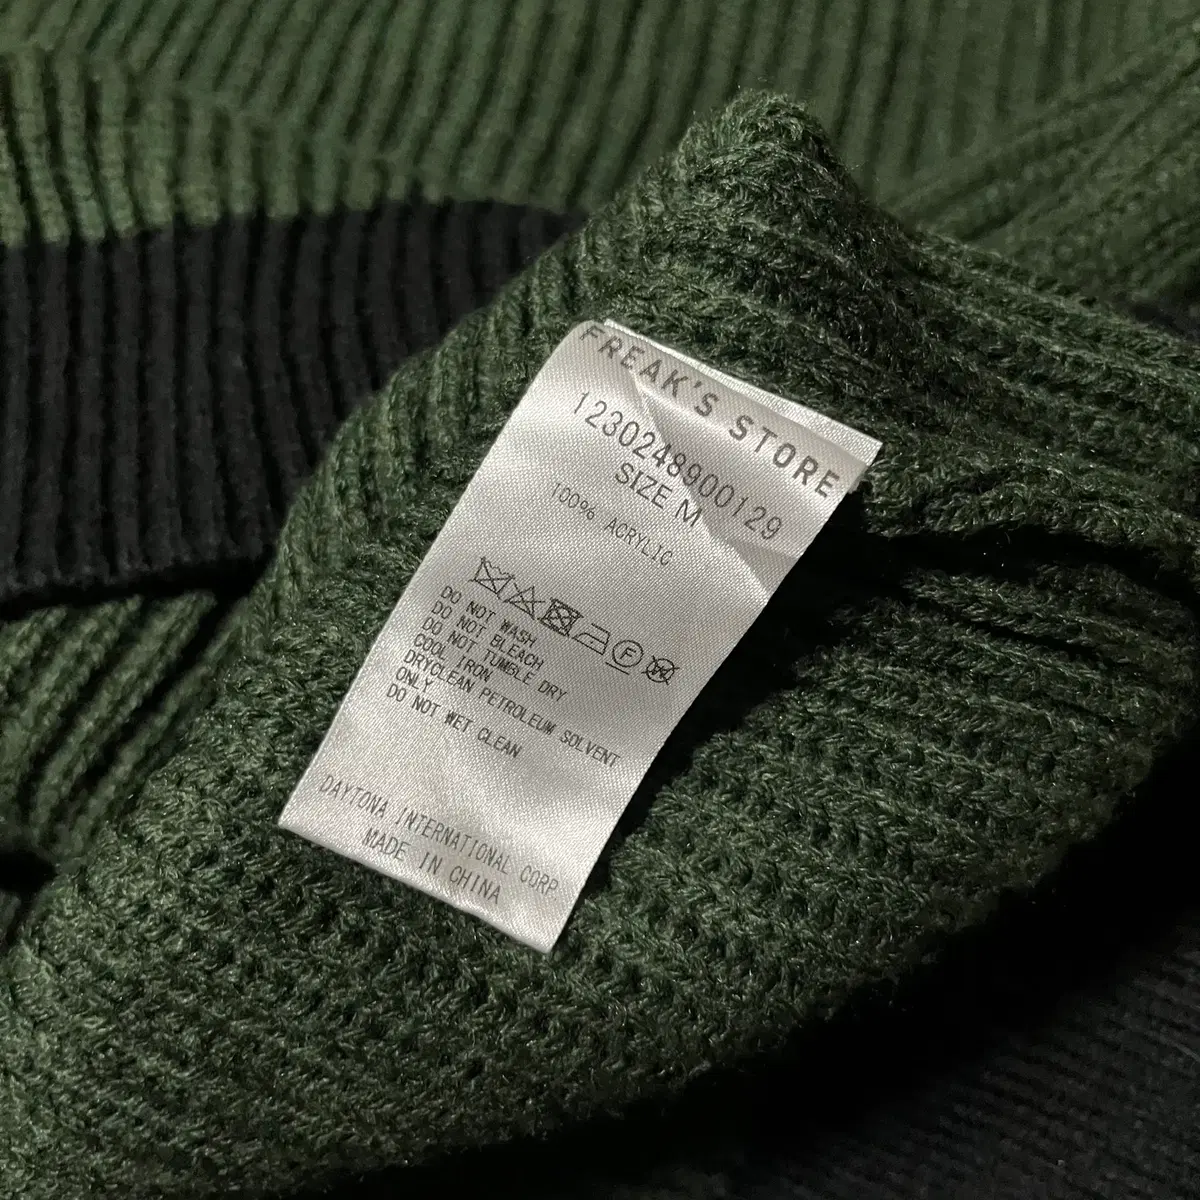 FREAK'S STORE
1230248900129
SIZE M
100% ACRYLIC
F
DO NOT WASH
DO NOT BLEACH
DO NOT TUMBLE DRY
COOL IRON
DRYCLEAN PETROLEUM SOLVENT
ONLY
DO NOT WET CLEAN
DAYTONA INTERNATIONAL CORP.
MADE IN CHINA